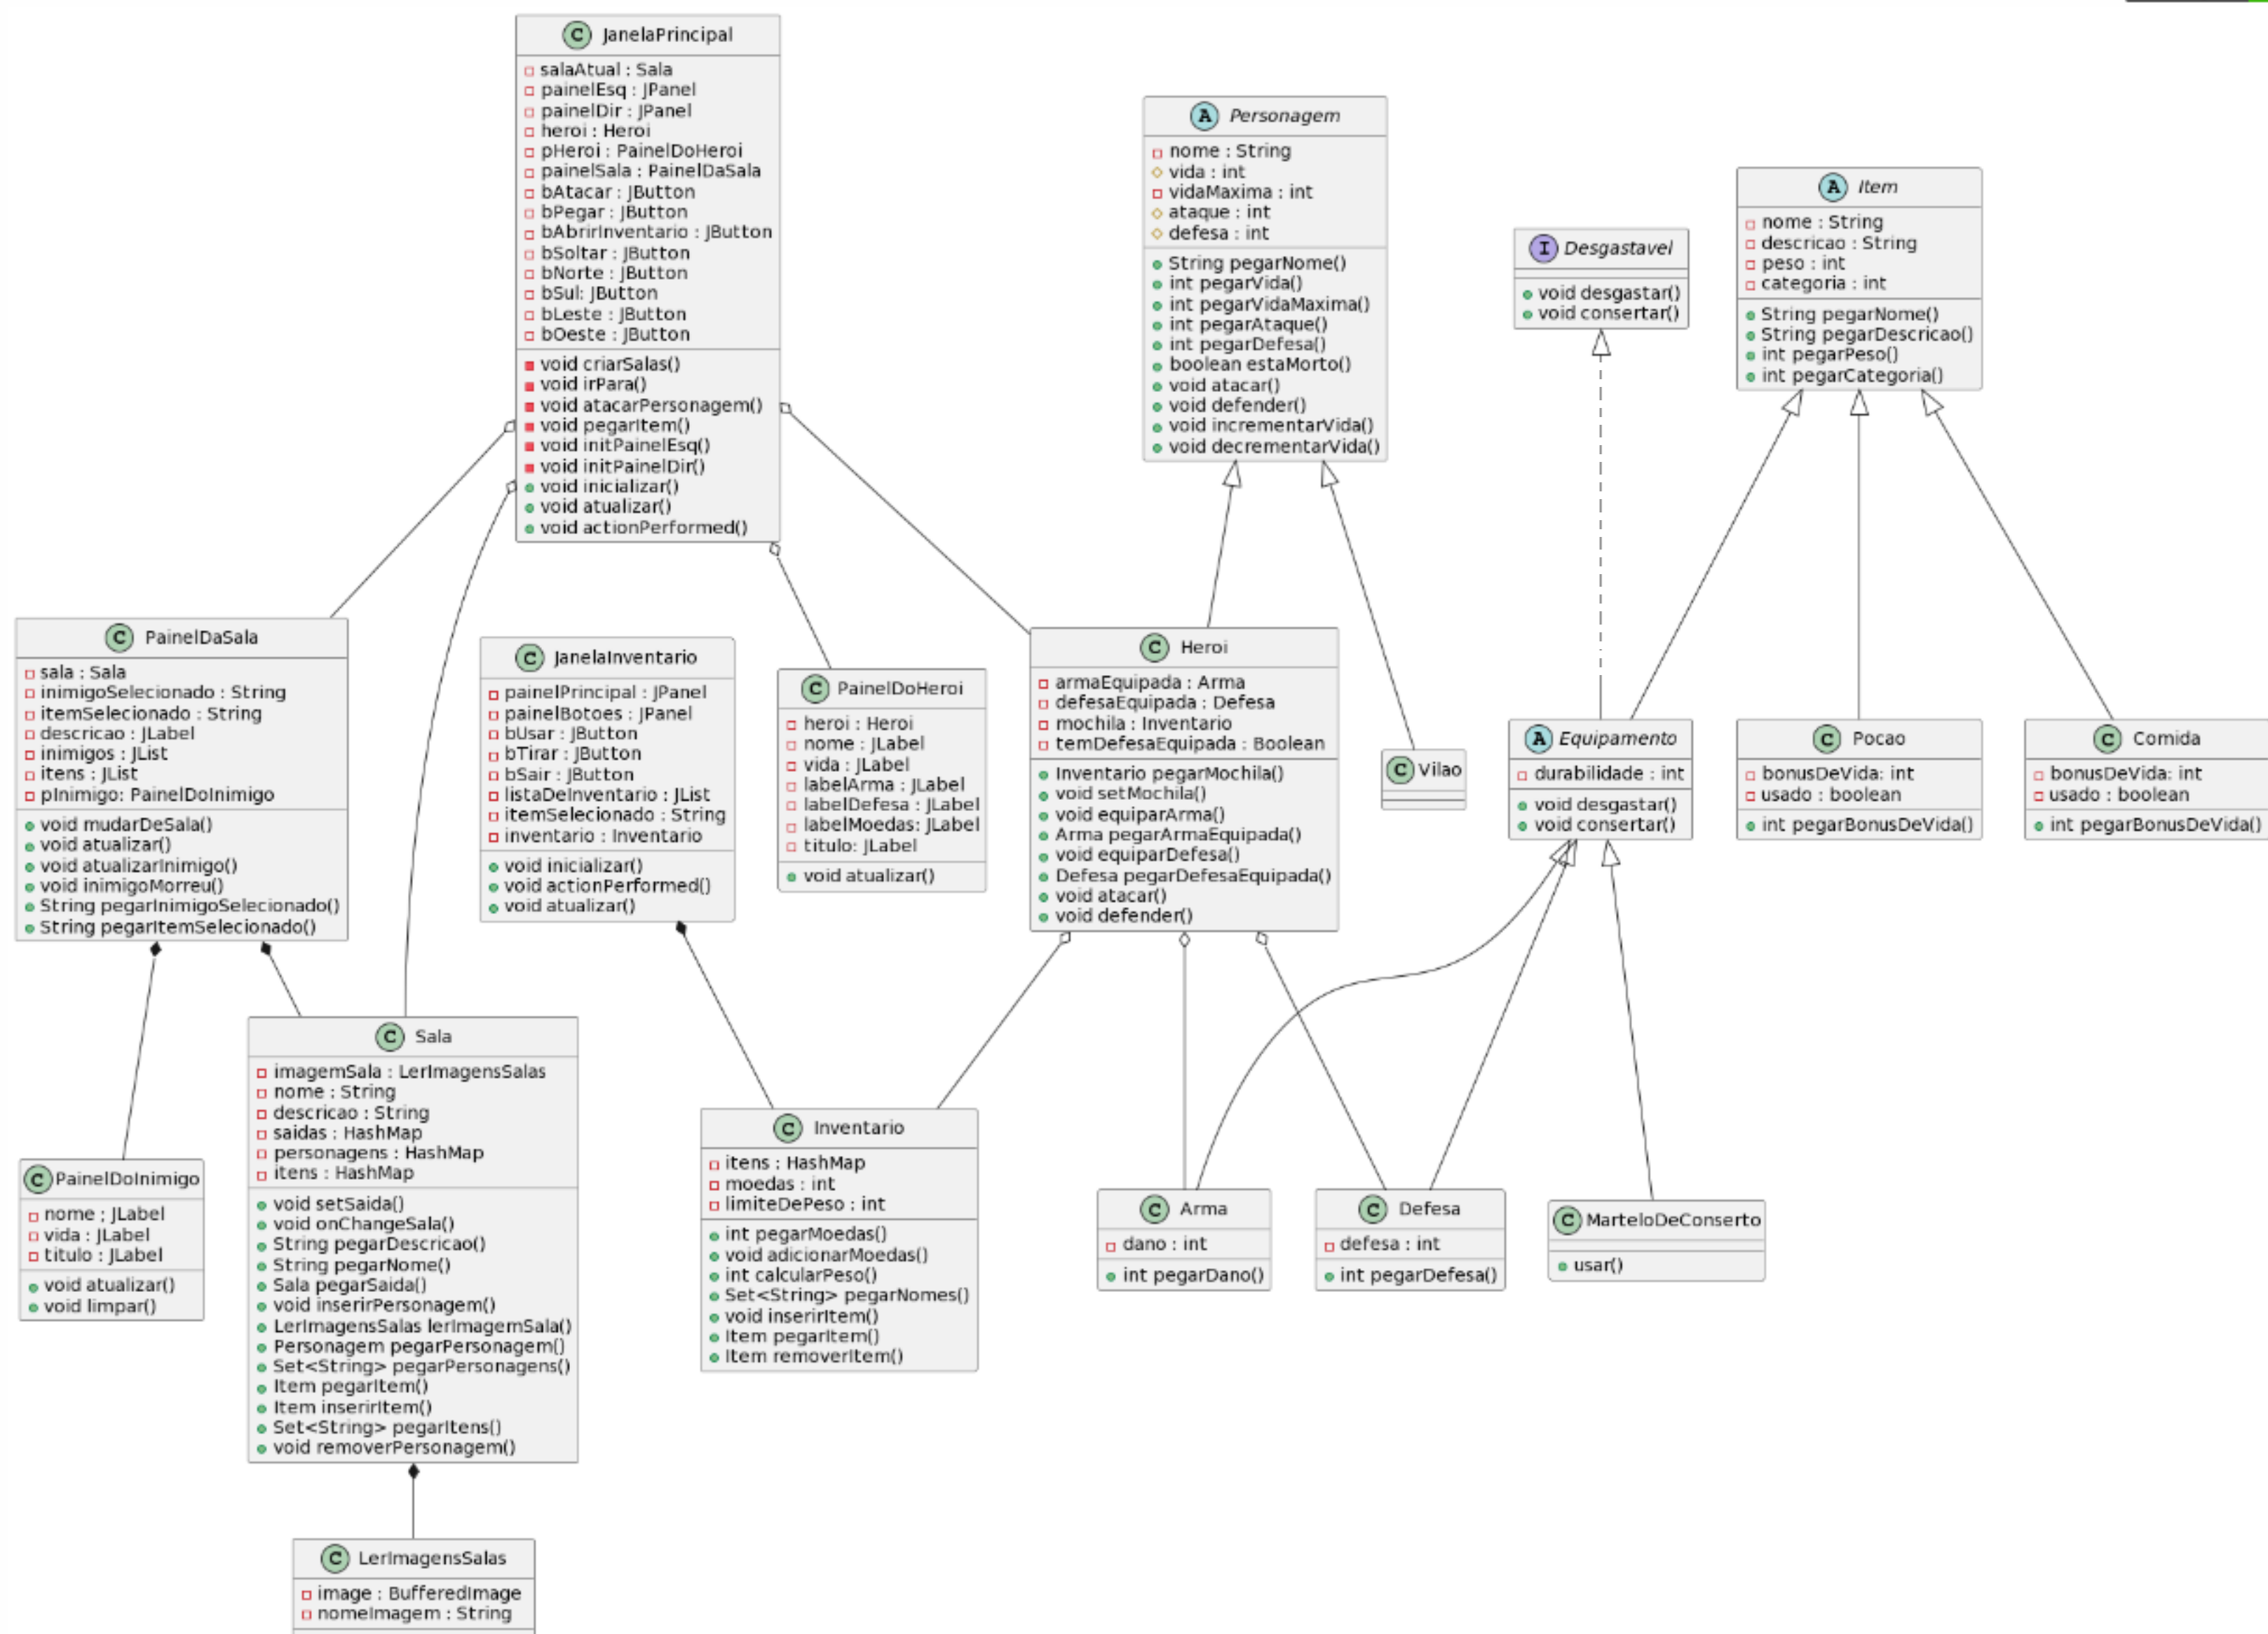 C JanelaPrincipal
salaAtual : Sala
painelEsq : JPanel
painelDir : JPanel
heroi : Heroi
pHeroi : PainelDoHeroi
painelSala : PainelDaSala
bAtacar : JButton
bPegar : JButton
bAbrirInventario : JButton
bSoltar : JButton
bNorte : JButton
bSul: JButton
bLeste : JButton
bOeste : JButton
void criarSalas()
void irPara()
void atacarPersonagem()
void pegarItem()
void initPainelEsq()
void initPainelDir()
void inicializar()
void atualizar()
void actionPerformed()
A Personagem
nome : String
vida : int
vidaMaxima : int
ataque : int
defesa : int
String pegarNome()
int pegarVida()
int pegarVidaMaxima()
int pegarAtaque()
int pegarDefesa()
boolean estaMorto()
void atacar()
void defender()
void incrementarVida()
void decrementarVida()
I Desgastavel
void desgastar()
void consertar()
A Item
nome : String
descricao : String
peso : int
categoria : int
String pegarNome()
String pegarDescricao()
int pegarPeso()
int pegarCategoria()
C PainelDaSala
sala : Sala
inimigoSelecionado : String
itemSelecionado : String
descricao : JLabel
inimigos : JList
itens : JList
pInimigo: PainelDoInimigo
void mudarDeSala()
void atualizar()
void atualizarInimigo()
void inimigoMorreu()
String pegarInimigoSelecionado()
String pegarItemSelecionado()
C JanelaInventario
painelPrincipal : JPanel
painelBotoes : JPanel
bUsar : JButton
bTirar : JButton
bSair : JButton
listaDeInventario : JList
itemSelecionado : String
inventario : Inventario
void inicializar()
void actionPerformed()
void atualizar()
C PainelDoHeroi
heroi : Heroi
nome : JLabel
vida : JLabel
labelArma : JLabel
labelDefesa : JLabel
labelMoedas: JLabel
titulo: JLabel
void atualizar()
C Heroi
armaEquipada : Arma
defesaEquipada : Defesa
mochila : Inventario
temDefesaEquipada : Boolean
Inventario pegarMochila()
void setMochila()
void equiparArma()
Arma pegarArmaEquipada()
void equiparDefesa()
Defesa pegarDefesaEquipada()
void atacar()
void defender()
C Vilao
A Equipamento
durabilidade : int
void desgastar()
void consertar()
C Pocao
bonusDeVida: int
usado : boolean
int pegarBonusDeVida()
C Comida
bonusDeVida: int
usado : boolean
int pegarBonusDeVida()
C PainelDoInimigo
nome ; JLabel
vida : JLabel
titulo : JLabel
void atualizar()
void limpar()
C Sala
imagemSala : LerImagensSalas
nome : String
descricao : String
saidas : HashMap
personagens : HashMap
itens : HashMap
void setSaida()
void onChangeSala()
String pegarDescricao()
String pegarNome()
Sala pegarSaida()
void inserirPersonagem()
LerImagensSalas lerImagemSala()
Personagem pegarPersonagem()
Set<String> pegarPersonagens()
Item pegarItem()
Item inserirItem()
Set<String> pegarItens()
void removerPersonagem()
C Inventario
itens : HashMap
moedas : int
limiteDePeso : int
int pegarMoedas()
void adicionarMoedas()
int calcularPeso()
Set<String> pegarNomes()
void inserirItem()
Item pegarItem()
Item removerItem()
C Arma
dano : int
int pegarDano()
C Defesa
defesa : int
int pegarDefesa()
C MarteloDeConserto
usar()
C LerImagensSalas
image : BufferedImage
nomeImagem : String